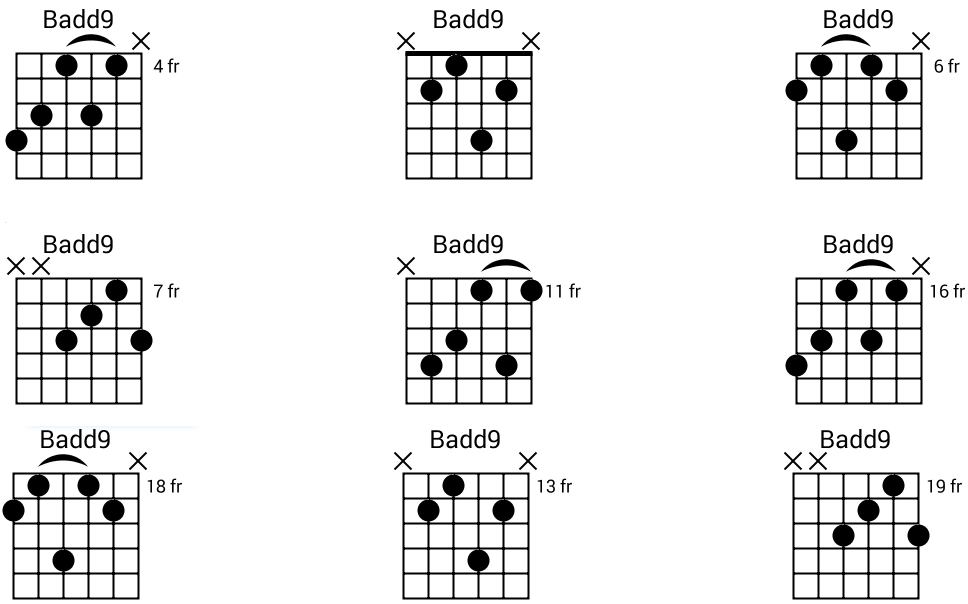 Badd9 Badd9 Badd9
× 4 fr × × × 6 fr
Badd9 Badd9 Badd9
× × 7 fr × 11 fr × 16 fr
Badd9 Badd9 Badd9
× 18 fr × × 13 fr × × 19 fr